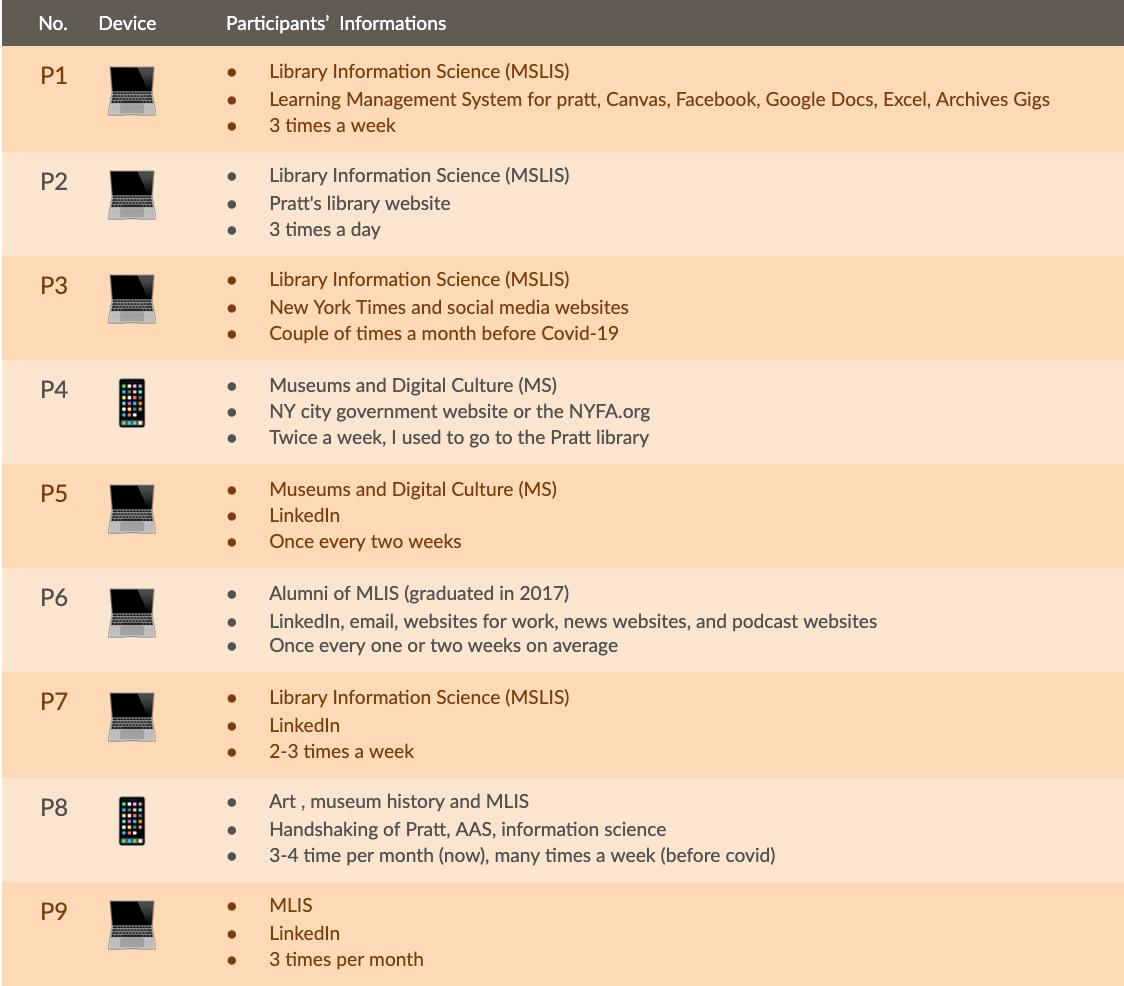 No. Device Participants’ Informations
P1
● Library Information Science (MSLIS)
● Learning Management System for pratt, Canvas, Facebook, Google Docs, Excel, Archives Gigs
● 3 times a week
P2
● Library Information Science (MSLIS)
● Pratt's library website
● 3 times a day
P3
● Library Information Science (MSLIS)
● New York Times and social media websites
● Couple of times a month before Covid-19
P4
● Museums and Digital Culture (MS)
● NY city government website or the NYFA.org
● Twice a week, I used to go to the Pratt library
P5
● Museums and Digital Culture (MS)
● LinkedIn
● Once every two weeks
P6
● Alumni of MLIS (graduated in 2017)
● LinkedIn, email, websites for work, news websites, and podcast websites
● Once every one or two weeks on average
P7
● Library Information Science (MSLIS)
● LinkedIn
● 2-3 times a week
P8
● Art , museum history and MLIS
● Handshaking of Pratt, AAS, information science
● 3-4 time per month (now), many times a week (before covid)
P9
● MLIS
● LinkedIn
● 3 times per month